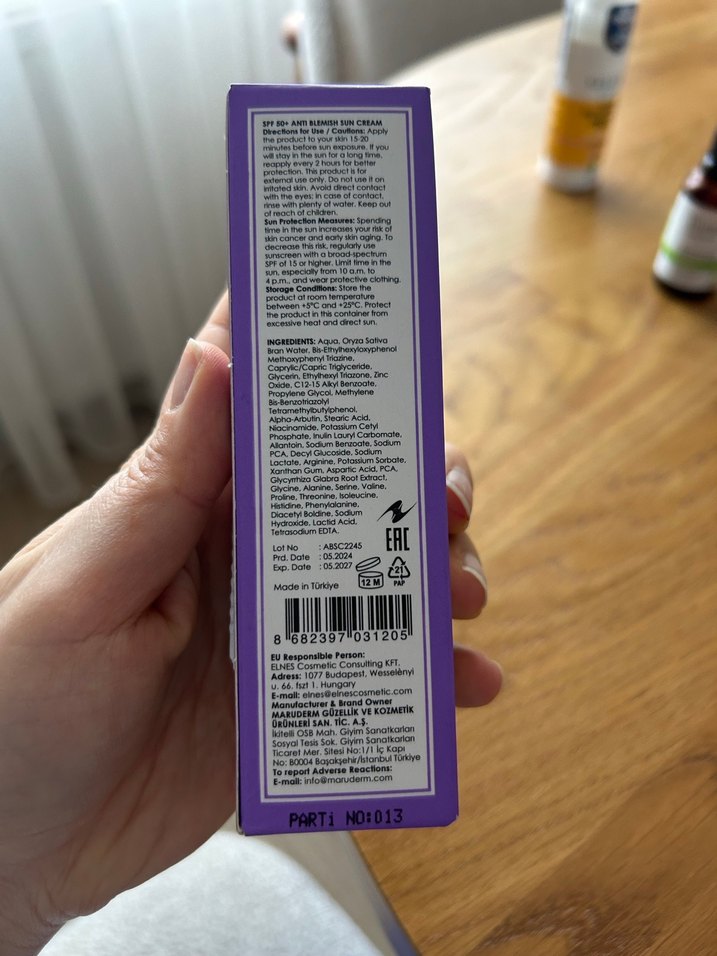 SPF 50+ ANTI BLEMISH SUN CREAM
Directions for Use / Cautions: Apply
the product to your skin 15-20
minutes before sun exposure. If you
will stay in the sun for a long time,
reapply every 2 hours for better
protection. This product is for
external use only. Do not use it on
irritated skin. Avoid direct contact
with the eyes; in case of contact,
rinse with plenty of water. Keep out
of reach of children.
Sun Protection Measures: Spending
time in the sun increases your risk of
skin cancer and early skin aging. To
decrease this risk, regularly use
sunscreen with a broad-spectrum
SPF of 15 or higher. Limit time in the
sun, especially from 10 a.m. to
4 p.m., and wear protective clothing.
Storage Conditions: Store the
product at room temperature
between +5°C and +25°C. Protect
the product in this container from
excessive heat and direct sun.
INGREDIENTS: Aqua, Oryza Sativa
Bran Water, Bis-Ethylhexyloxyphenol
Methoxyphenyl Triazine,
Caprylic/Capric Triglyceride,
Glycerin, Ethylhexyl Triazone, Zinc
Oxide, C12-15 Alkyl Benzoate,
Propylene Glycol, Methylene
Bis-Benzotriazolyl
Tetramethylbutylphenol,
Alpha-Arbutin, Stearic Acid,
Niacinamide, Potassium Cetyl
Phosphate, Inulin Lauryl Carbomate,
Allantoin, Sodium Benzoate, Sodium
PCA, Decyl Glucoside, Sodium
Lactate, Arginine, Potassium Sorbate,
Xanthan Gum, Aspartic Acid, PCA,
Glycyrrhiza Glabra Root Extract,
Glycine, Alanine, Serine, Valine,
Proline, Threonine, Isoleucine,
Histidine, Phenylalanine,
Diacetyl Boldine, Sodium
Hydroxide, Lactid Acid,
Tetrasodium EDTA.
EAC
Lot No : ABSC2245
Prd. Date : 05.2024
Exp. Date : 05.2027
12 M
21
PAP
Made in Türkiye
8 682397 031205
EU Responsible Person:
ELNES Cosmetic Consulting KFT.
Adress: 1077 Budapest, Wesselényi
u. 66. fszt 1. Hungary
E-mail: elnes@elnescosmetic.com
Manufacturer & Brand Owner
MARUDERM GÜZELLİK VE KOZMETİK
ÜRÜNLERİ SAN. TİC. A.Ş.
İkitelli OSB Mah. Giyim Sanatkarları
Sosyal Tesis Sok. Giyim Sanatkarları
Ticaret Mer. Sitesi No:1/1 İç Kapı
No: B0004 Başakşehir/İstanbul Türkiye
To report Adverse Reactions:
E-mail: info@maruderm.com
PARTi NO:013